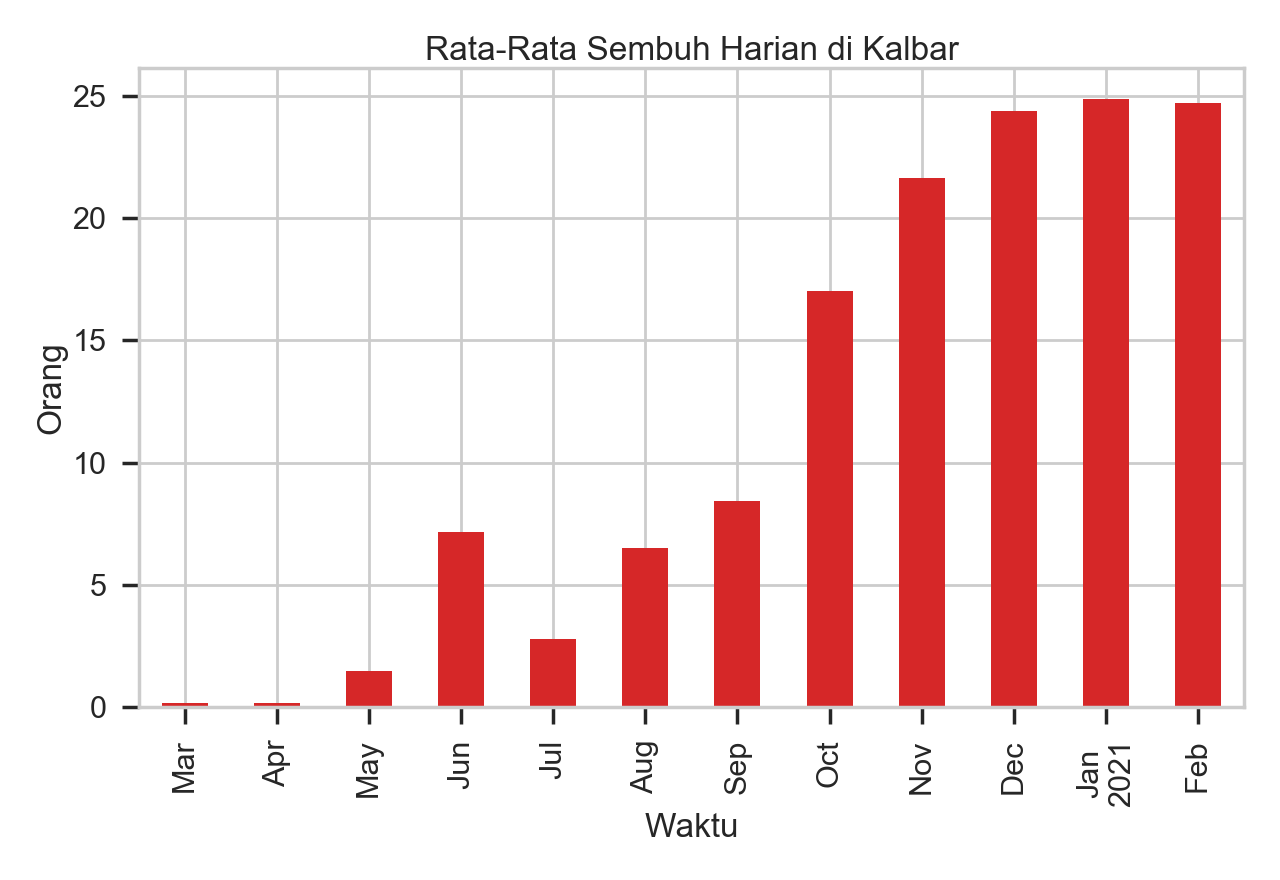 Rata-Rata Sembuh Harian di Kalbar
25
20
15
10
5
0
Orang
Mar
Apr
May
Jun
Jul
Aug
Sep
Oct
Nov
Dec
Jan
2021
Feb
Waktu